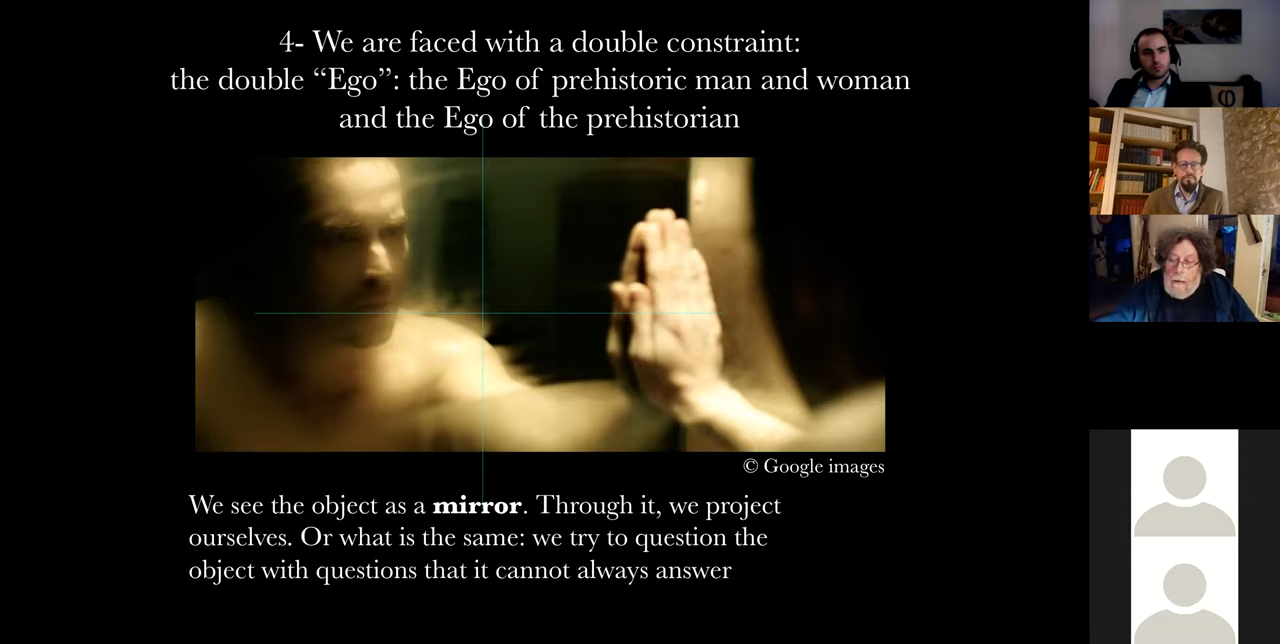 4- We are faced with a double constraint:
the double “Ego”: the Ego of prehistoric man and woman
and the Ego of the prehistorian
© Google images
We see the object as a mirror. Through it, we project
ourselves. Or what is the same: we try to question the
object with questions that it cannot always answer
φ